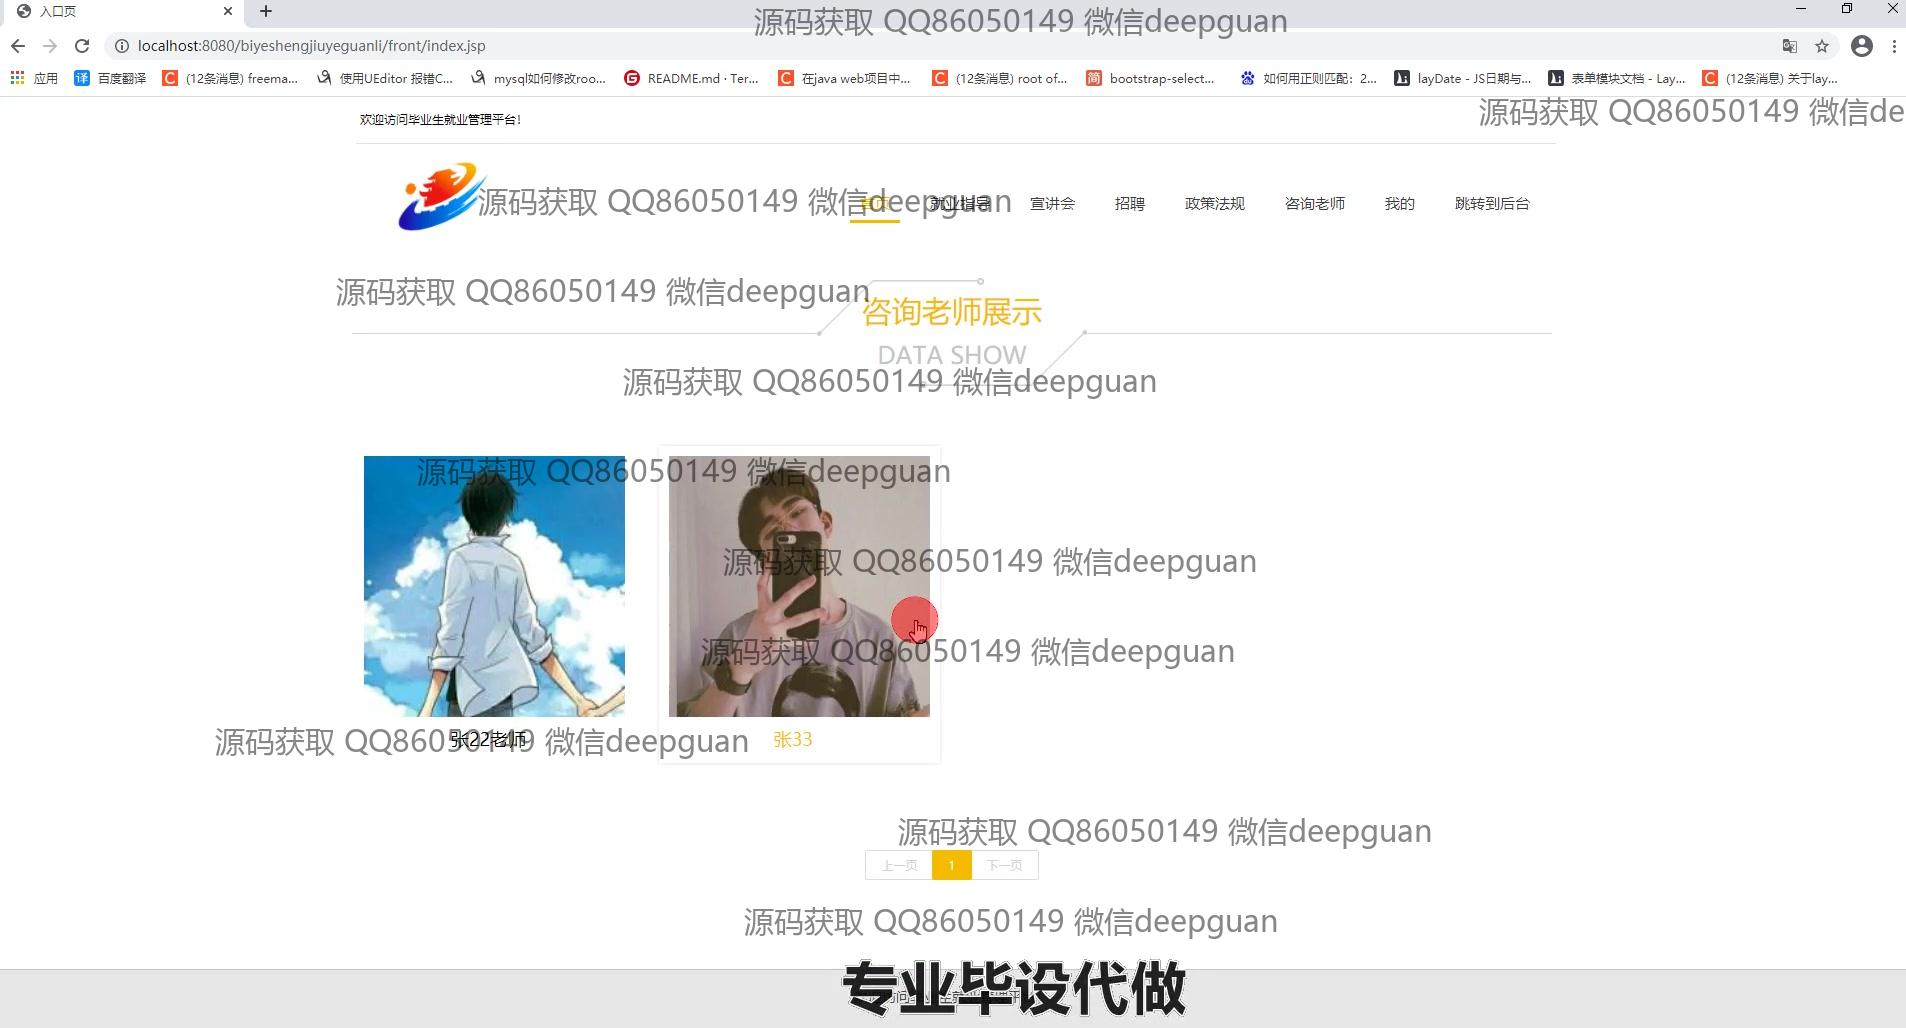 入口页
源码获取 QQ86050149 微信deepguan
localhost:8080/biyeshengjiuyeguanli/front/index.jsp
应用 百度翻译 (12条消息) freema... 使用UEditor 报错C... mysql如何修改roo... README.md · Ter... 在java web项目中... (12条消息) root of... bootstrap-select... 如何用正则匹配：2... layDate - JS日期与... 表单模块文档 - Lay... (12条消息) 关于lay...
源码获取 QQ86050149 微信de
欢迎访问毕业生就业管理平台!
源码获取 QQ86050149 微信deepguan
首页 就业指导 宣讲会 招聘 政策法规 咨询老师 我的 跳转到后台
源码获取 QQ86050149 微信deepguan
咨询老师展示
DATA SHOW
源码获取 QQ86050149 微信deepguan
源码获取 QQ86050149 微信deepguan
源码获取 QQ86050149 微信deepguan
源码获取 QQ86050149 微信deepguan
源码获取 QQ86050149 微信deepguan
张22老师 张33
源码获取 QQ86050149 微信deepguan
上一页 1 下一页
源码获取 QQ86050149 微信deepguan
专业毕设代做